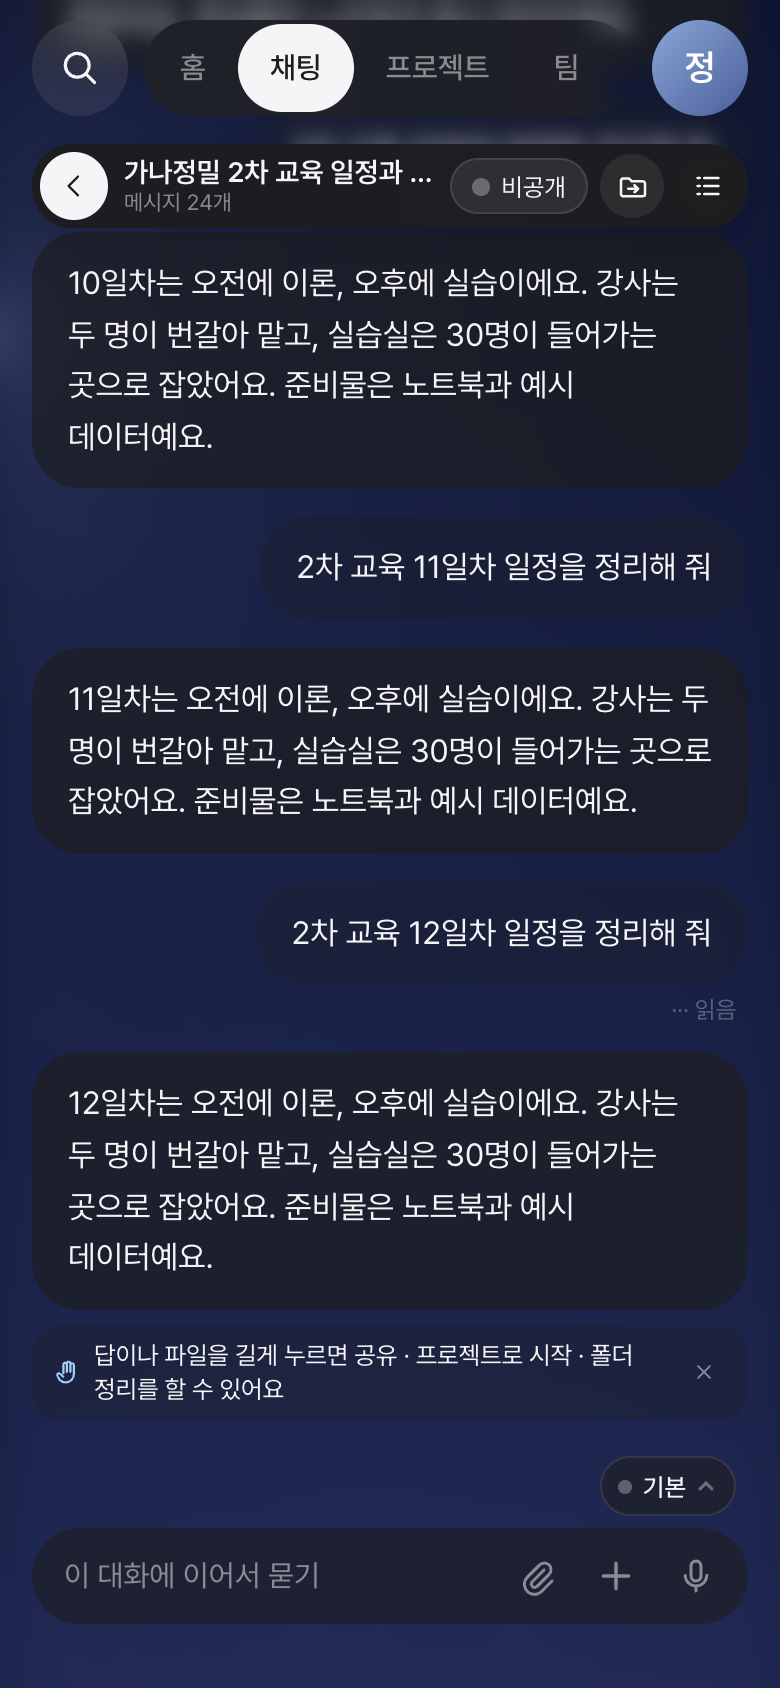 홈
채팅
프로젝트
팀
정
가나정밀 2차 교육 일정과 ...
메시지 24개
비공개
10일차는 오전에 이론, 오후에 실습이에요. 강사는
두 명이 번갈아 맡고, 실습실은 30명이 들어가는
곳으로 잡았어요. 준비물은 노트북과 예시
데이터예요.
2차 교육 11일차 일정을 정리해 줘
11일차는 오전에 이론, 오후에 실습이에요. 강사는 두
명이 번갈아 맡고, 실습실은 30명이 들어가는 곳으로
잡았어요. 준비물은 노트북과 예시 데이터예요.
2차 교육 12일차 일정을 정리해 줘
··· 읽음
12일차는 오전에 이론, 오후에 실습이에요. 강사는
두 명이 번갈아 맡고, 실습실은 30명이 들어가는
곳으로 잡았어요. 준비물은 노트북과 예시
데이터예요.
답이나 파일을 길게 누르면 공유 · 프로젝트로 시작 · 폴더
정리를 할 수 있어요
기본
이 대화에 이어서 묻기